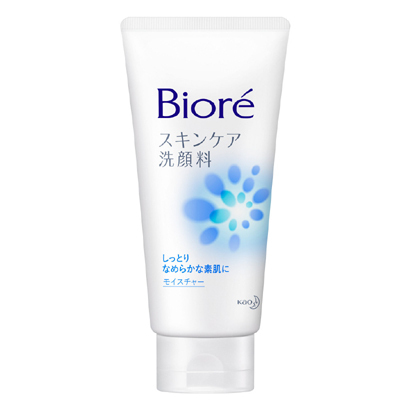 Bioré
スキンケア
洗顔料
しっとり
なめらかな素肌に
モイスチャー
Kao